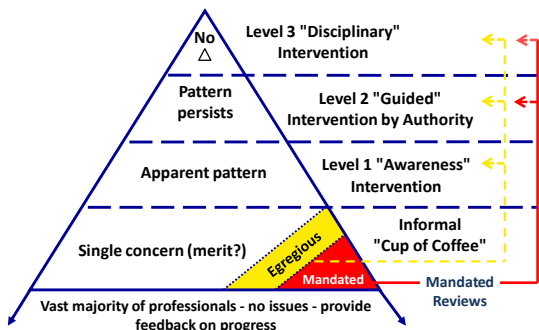 No
△
Level 3 "Disciplinary"
Intervention
Pattern
persists
Level 2 "Guided"
Intervention by Authority
Apparent pattern
Level 1 "Awareness"
Intervention
Single concern (merit?)
Egregious
Mandated
Informal
"Cup of Coffee"
Mandated
Reviews
Vast majority of professionals - no issues - provide
feedback on progress